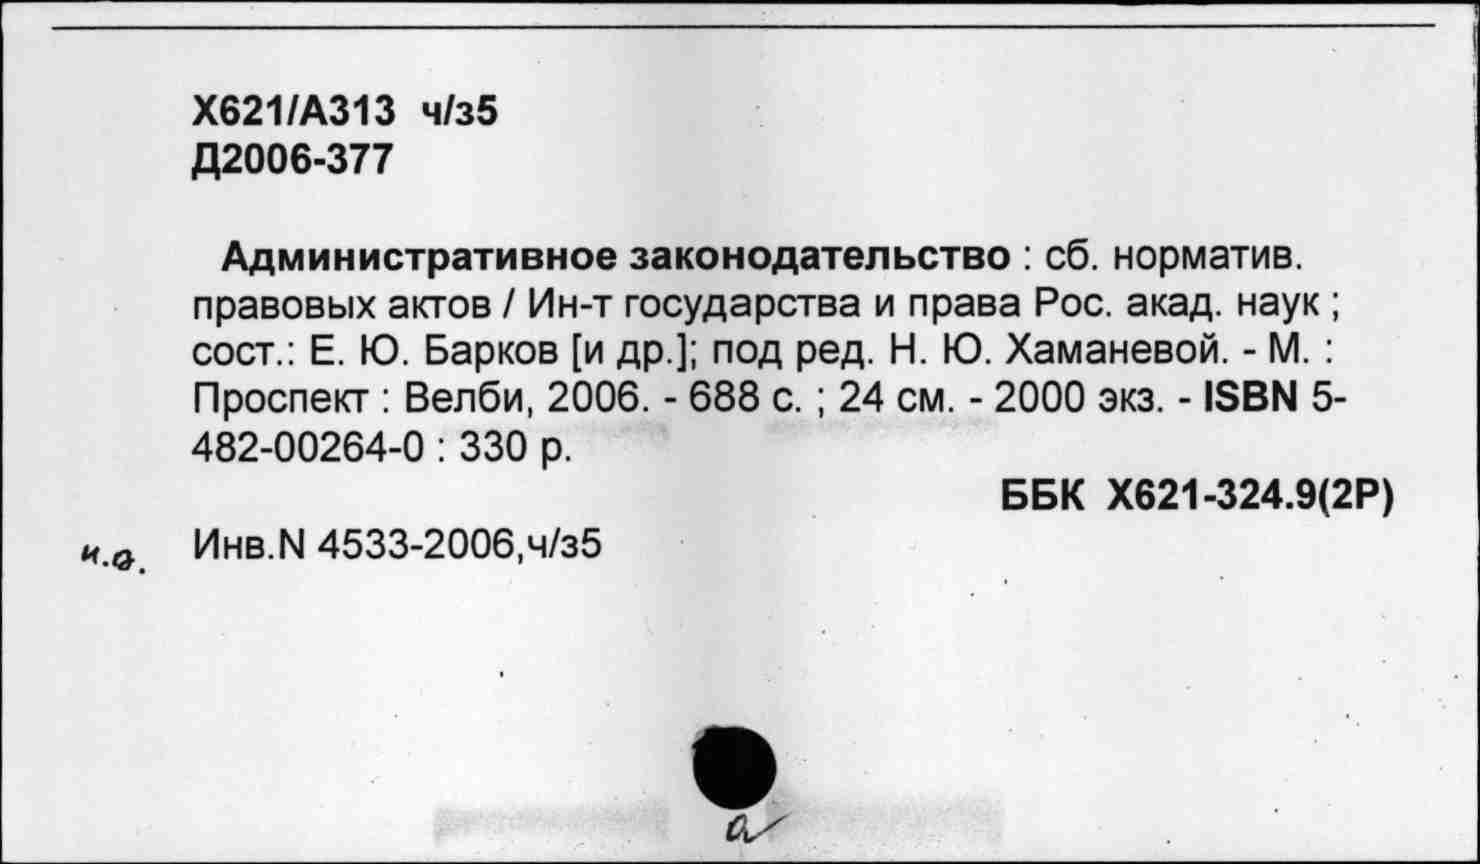 Х621/А313 ч/з5
Д2006-377
Административное законодательство : сб. норматив.
правовых актов / Ин-т государства и права Рос. акад. наук ;
сост.: Е. Ю. Барков [и др.]; под ред. Н. Ю. Хаманевой. - М. :
Проспект : Велби, 2006. - 688 с. ; 24 см. - 2000 экз. - ISBN 5-
482-00264-0 : 330 р.
ББК Х621-324.9(2Р)
и.о. Инв.N 4533-2006,ч/з5
а